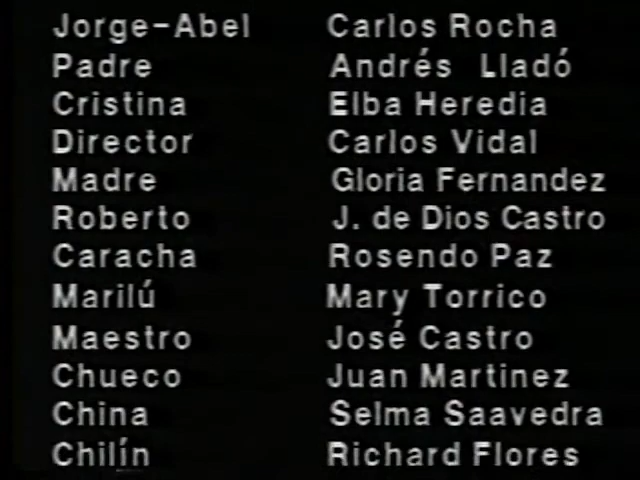 Jorge-Abel Carlos Rocha
Padre Andrés Lladó
Cristina Elba Heredia
Director Carlos Vidal
Madre Gloria Fernandez
Roberto J. de Dios Castro
Caracha Rosendo Paz
Marilú Mary Torrico
Maestro José Castro
Chueco Juan Martinez
China Selma Saavedra
Chilín Richard Flores